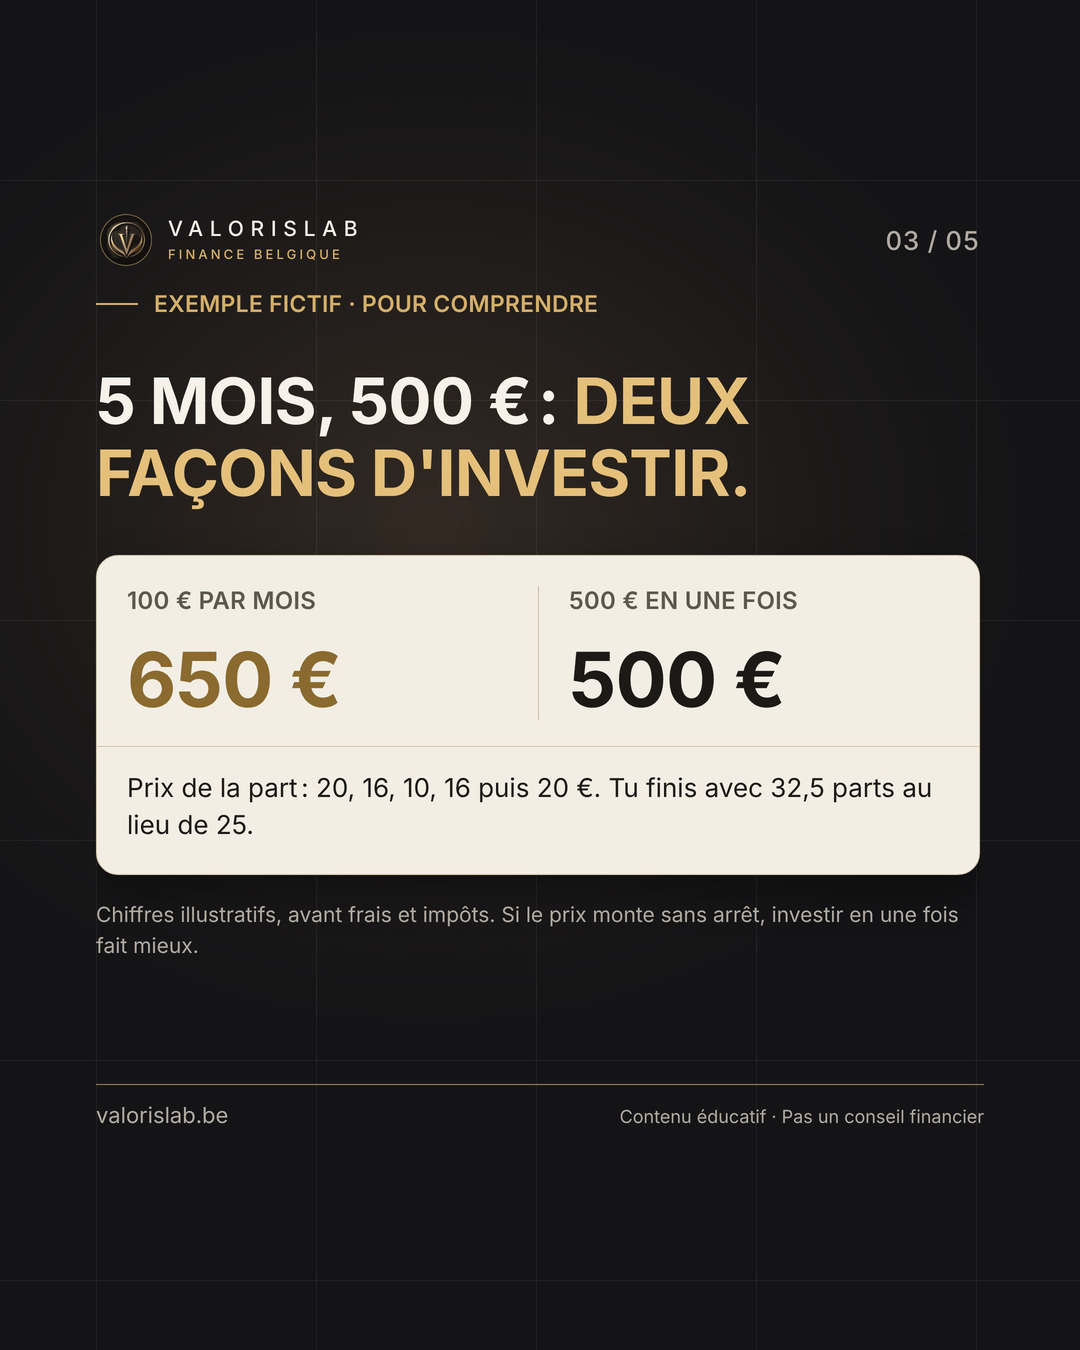 VALORISLAB
FINANCE BELGIQUE
03 / 05
EXEMPLE FICTIF · POUR COMPRENDRE
5 MOIS, 500 € : DEUX
FAÇONS D'INVESTIR.
100 € PAR MOIS
650 €
500 € EN UNE FOIS
500 €
Prix de la part : 20, 16, 10, 16 puis 20 €. Tu finis avec 32,5 parts au
lieu de 25.
Chiffres illustratifs, avant frais et impôts. Si le prix monte sans arrêt, investir en une fois
fait mieux.
valorislab.be
Contenu éducatif · Pas un conseil financier